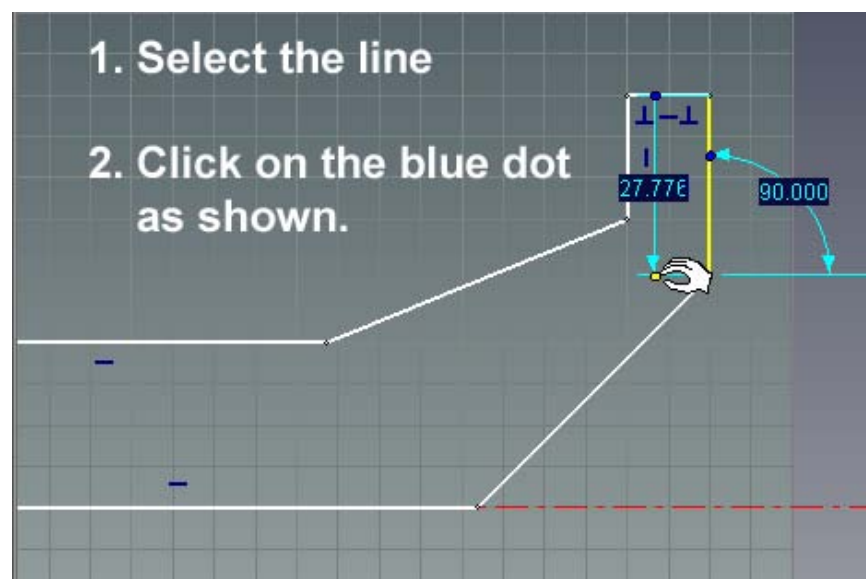 1. Select the line
2. Click on the blue dot
as shown.
27.776
90.000